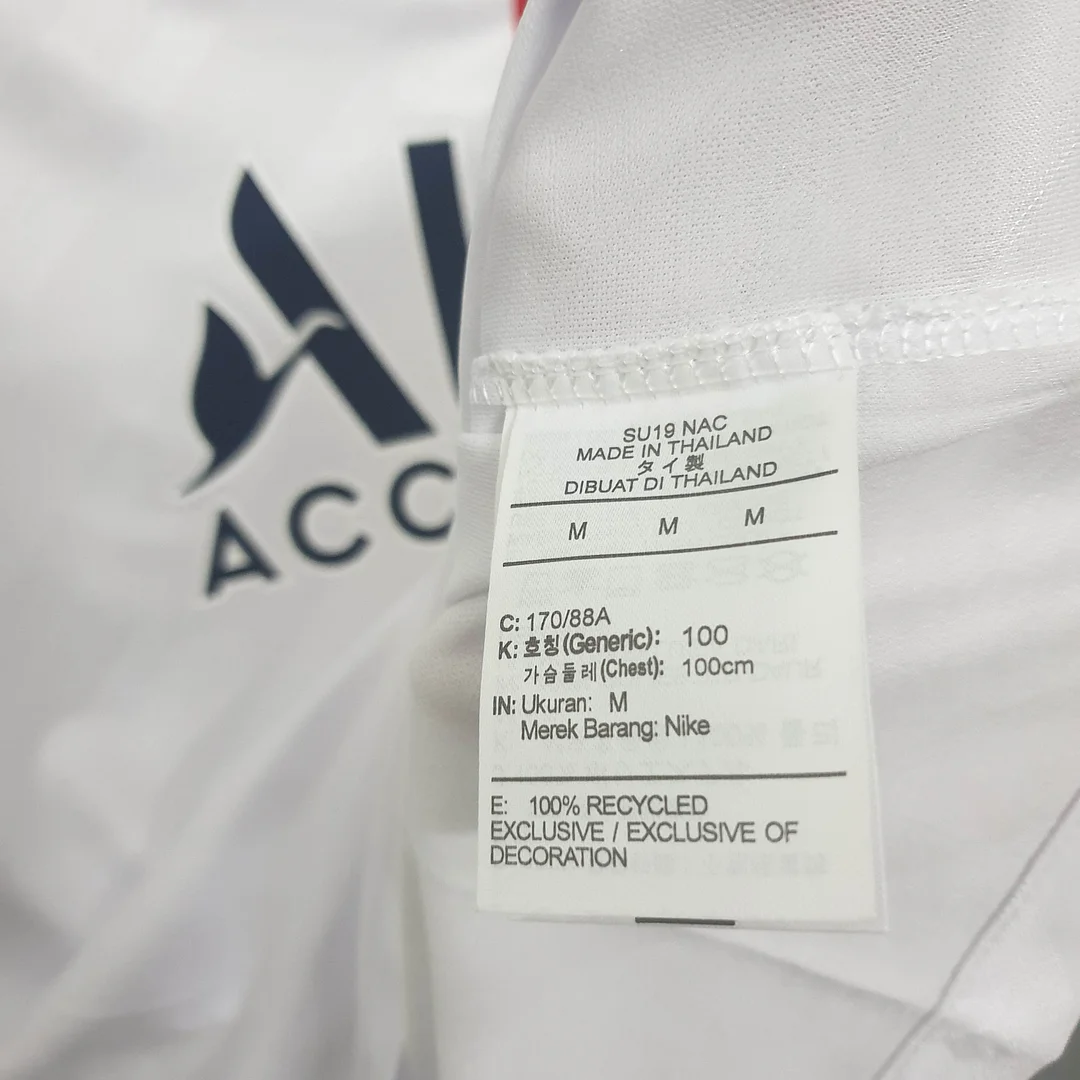 AL
ACC
SU19 NAC
MADE IN THAILAND
タイ製
DIBUAT DI THAILAND
M M M
C: 170/88A
K: 호칭(Generic): 100
가슴둘레(Chest): 100cm
IN: Ukuran: M
Merek Barang: Nike
E: 100% RECYCLED
EXCLUSIVE / EXCLUSIVE OF
DECORATION